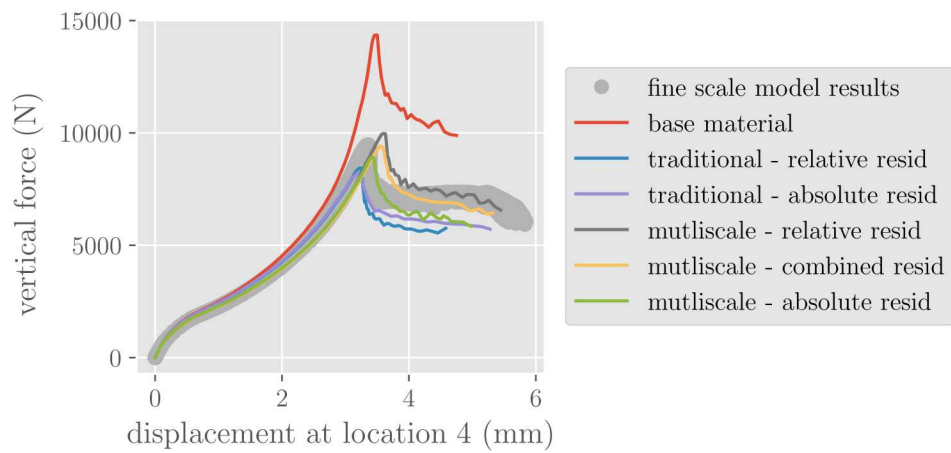 15000
10000
5000
0
vertical force (N)
0 2 4 6
displacement at location 4 (mm)
fine scale model results
base material
traditional - relative resid
traditional - absolute resid
mutliscale - relative resid
mutliscale - combined resid
mutliscale - absolute resid